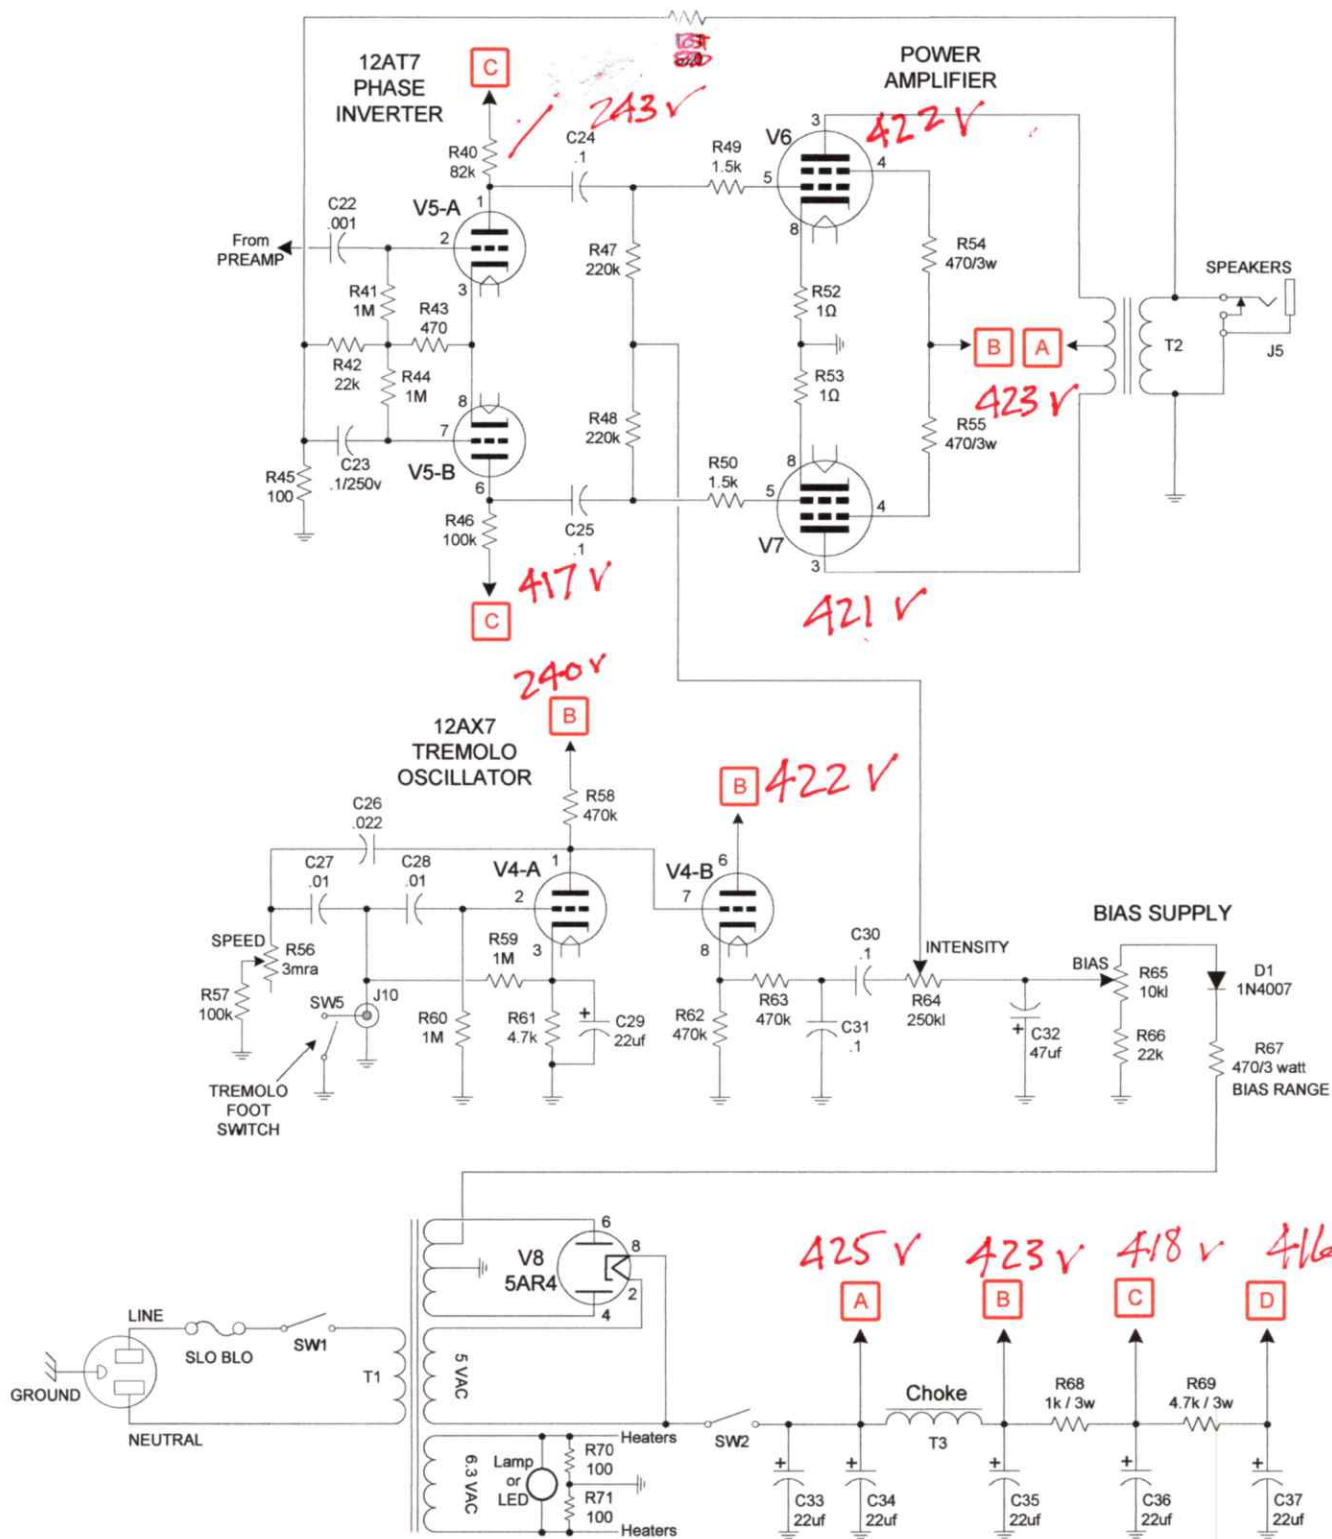 12AT7
PHASE
INVERTER
C
243 v
POWER
AMPLIFIER
R40
82k
C24
.1
R49
1.5k
V6
3
422 v
4
5
8
C22
.001
V5-A
1
2
3
From
PREAMP
R41
1M
R43
470
R47
220k
R52
1Ω
R54
470/3w
SPEAKERS
R42
22k
R44
1M
B
A
T2
J5
423 v
R53
1Ω
R48
220k
R55
470/3w
8
7
6
R45
100
C23
.1/250v
V5-B
R50
1.5k
8
5
4
V7
3
R46
100k
C25
.1
417 v
C
421 v
240 v
B
12AX7
TREMOLO
OSCILLATOR
R58
470k
B
422 v
C26
.022
C27
.01
C28
.01
V4-A
1
2
3
V4-B
6
7
8
BIAS SUPPLY
SPEED
R56
3mra
R59
1M
C30
.1
INTENSITY
BIAS
R65
10kl
D1
1N4007
R57
100k
SW5
J10
R60
1M
R61
4.7k
C29
22uf
R62
470k
R63
470k
C31
.1
R64
250kl
C32
47uf
R66
22k
R67
470/3 watt
BIAS RANGE
TREMOLO
FOOT
SWITCH
6
V8
5AR4
8
2
4
425 v
423 v
418 v
416
A
B
C
D
LINE
SLO BLO
SW1
T1
5 VAC
GROUND
NEUTRAL
Choke
T3
R68
1k / 3w
R69
4.7k / 3w
SW2
Heaters
6.3 VAC
Lamp
or
LED
R70
100
R71
100
Heaters
C33
22uf
C34
22uf
C35
22uf
C36
22uf
C37
22uf